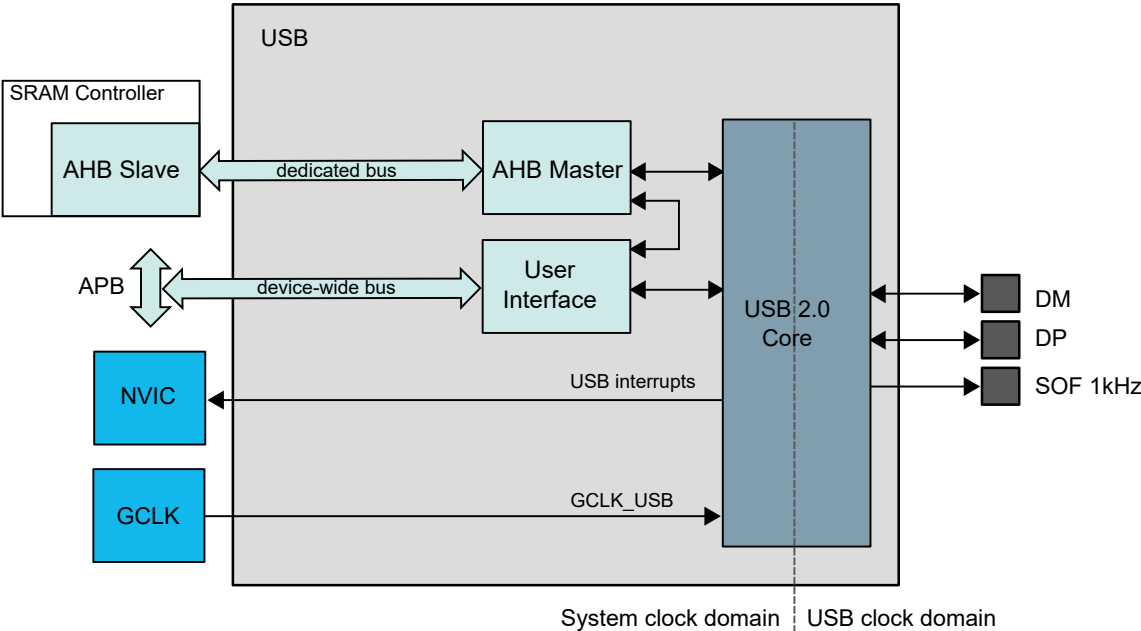 USB
SRAM Controller
AHB Slave
dedicated bus
AHB Master
APB
device-wide bus
User
Interface
USB 2.0
Core
DM
DP
SOF 1kHz
NVIC
USB interrupts
GCLK
GCLK_USB
System clock domain
USB clock domain